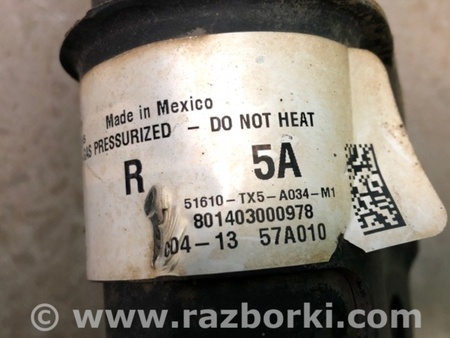 Made in Mexico
GAS PRESSURIZED – DO NOT HEAT
R 5A
51610-TX5-A034-M1
801403000978
04-13 57A010
© www.razborki.com